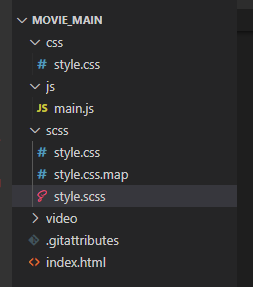 MOVIE_MAIN
css
# style.css
js
JS main.js
scss
# style.css
style.css.map
style.scss
video
.gitattributes
<> index.html